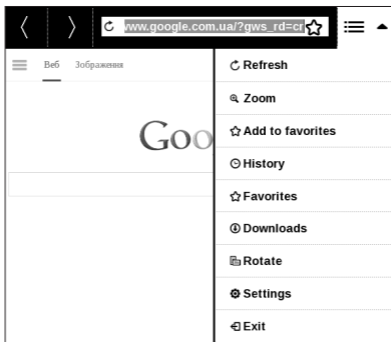 www.google.com.ua/?gws_rd=cr
Веб Зображення
Goo
Refresh
Zoom
Add to favorites
History
Favorites
Downloads
Rotate
Settings
Exit